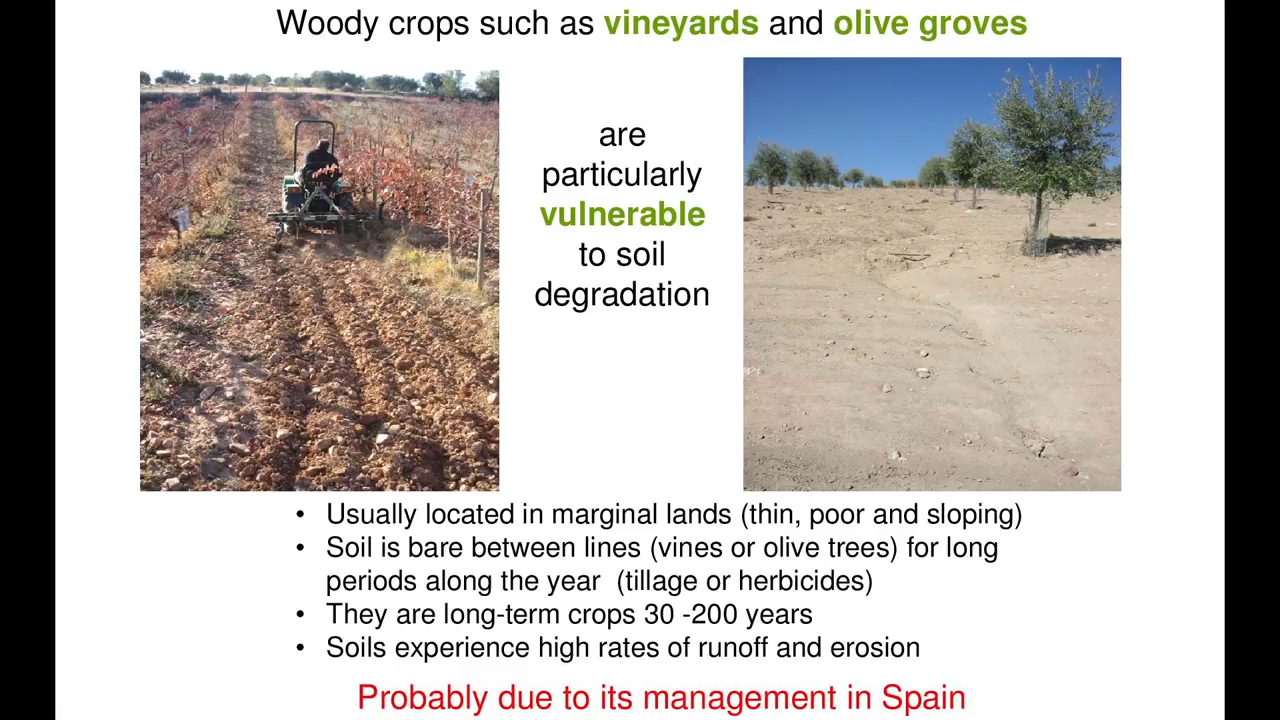 Woody crops such as vineyards and olive groves
are
particularly
vulnerable
to soil
degradation
• Usually located in marginal lands (thin, poor and sloping)
• Soil is bare between lines (vines or olive trees) for long
periods along the year (tillage or herbicides)
• They are long-term crops 30 -200 years
• Soils experience high rates of runoff and erosion
Probably due to its management in Spain